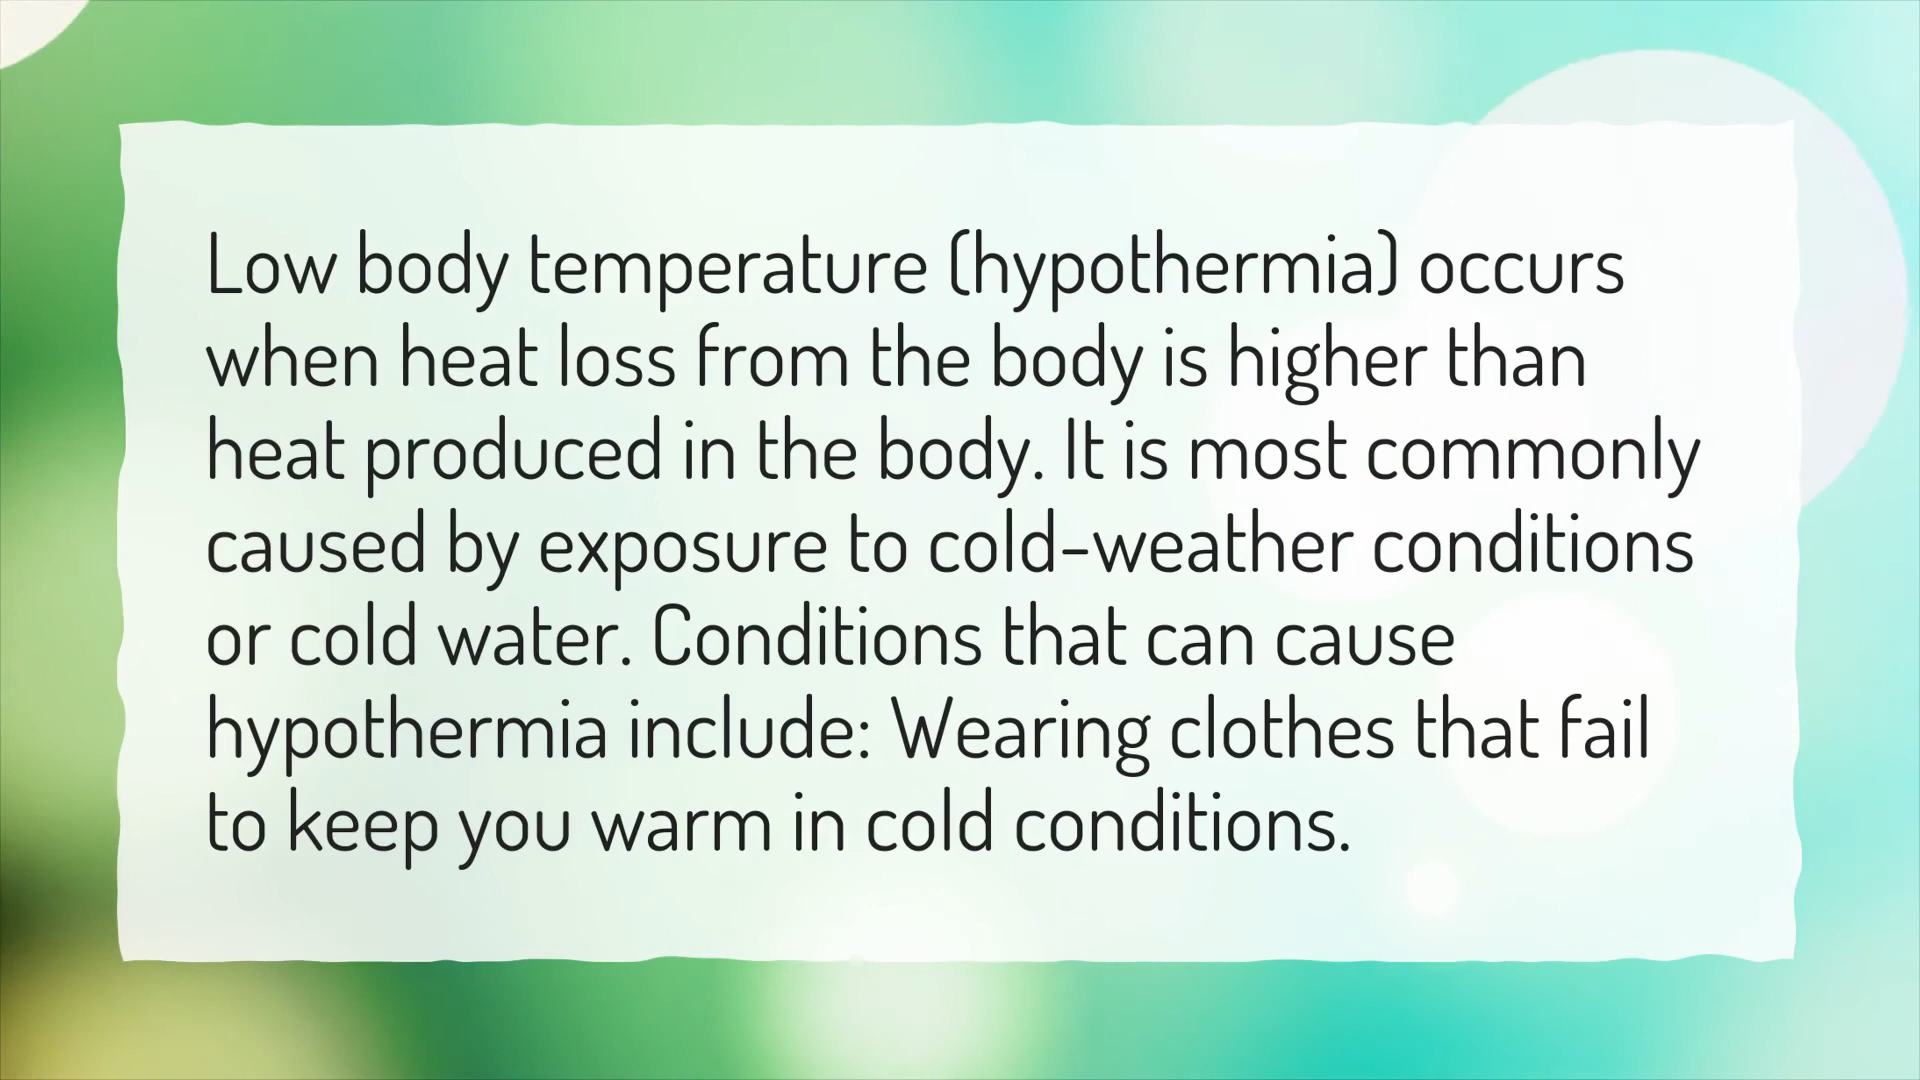 Low body temperature (hypothermia) occurs
when heat loss from the body is higher than
heat produced in the body. It is most commonly
caused by exposure to cold-weather conditions
or cold water. Conditions that can cause
hypothermia include: Wearing clothes that fail
to keep you warm in cold conditions.